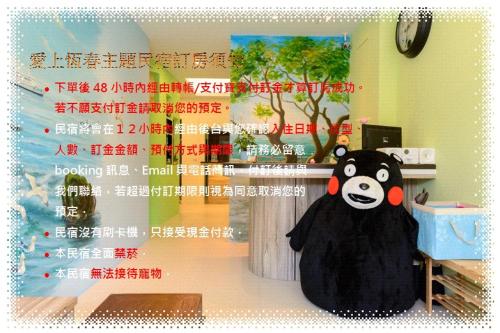 愛上恆春主題民宿訂房須知
下單後 48 小時內經由轉帳/支付寶支付訂金才算訂房成功。
若不願支付訂金請取消您的預定。
民宿將會在１２小時內經由後台與您確認入住日期、房型、
人數、訂金金額、預付方式與期限，請務必留意
booking 訊息、Email 與電話簡訊，付訂後請與
我們聯絡，若超過付訂期限則視為同意取消您的
預定，
民宿沒有刷卡機，只接受現金付款，
本民宿全面禁菸，
本民宿無法接待寵物，